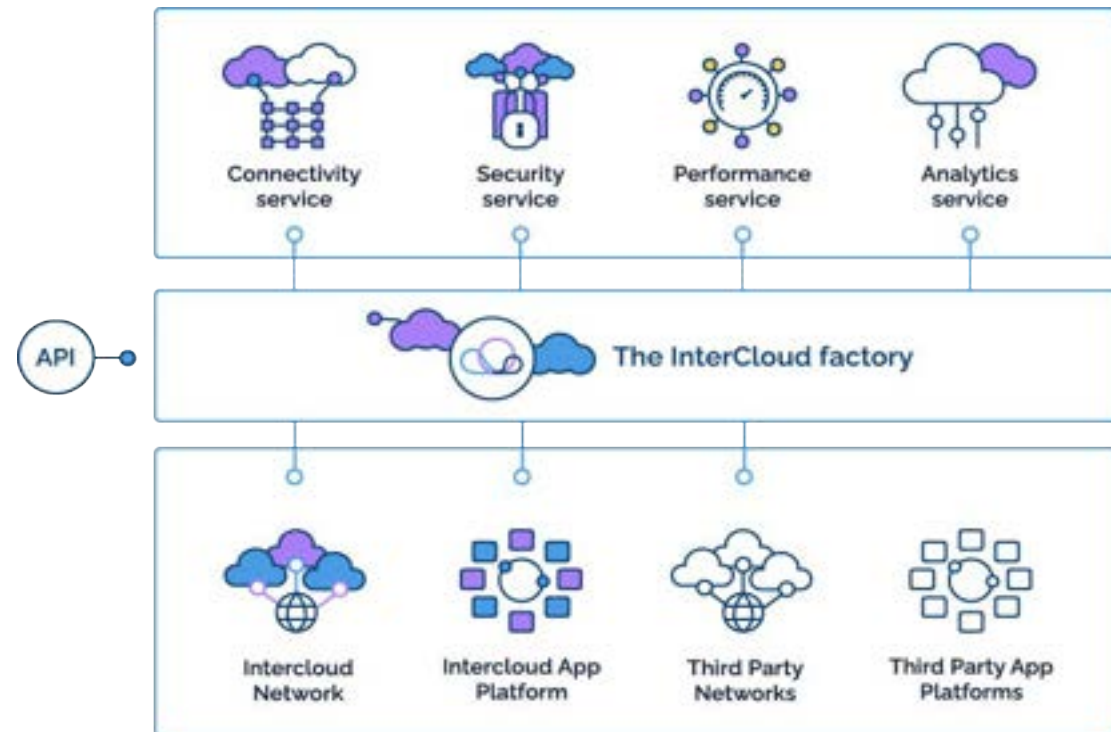 Connectivity
service
Security
service
Performance
service
Analytics
service
API
The InterCloud factory
Intercloud
Network
Intercloud App
Platform
Third Party
Networks
Third Party App
Platforms